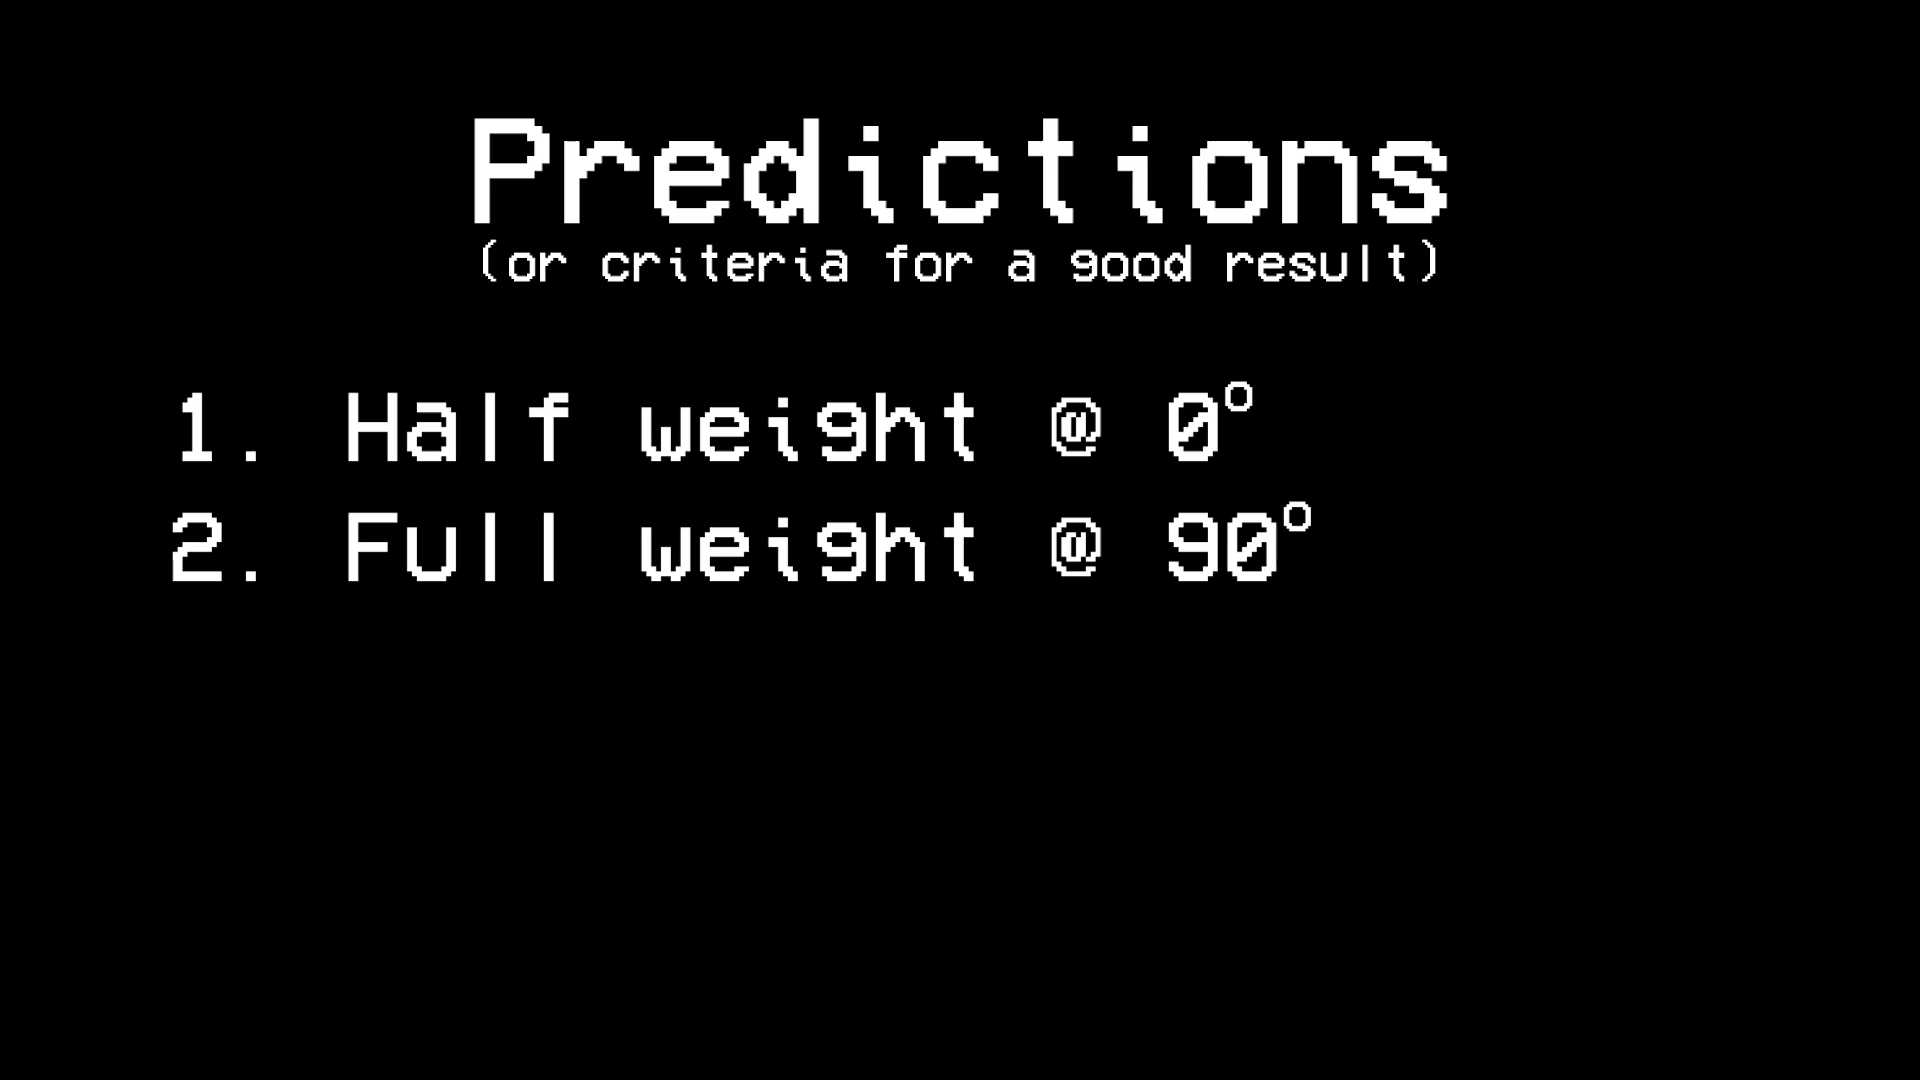 Predictions
(or criteria for a good result)
1. Half weight @ 0°
2. Full weight @ 90°